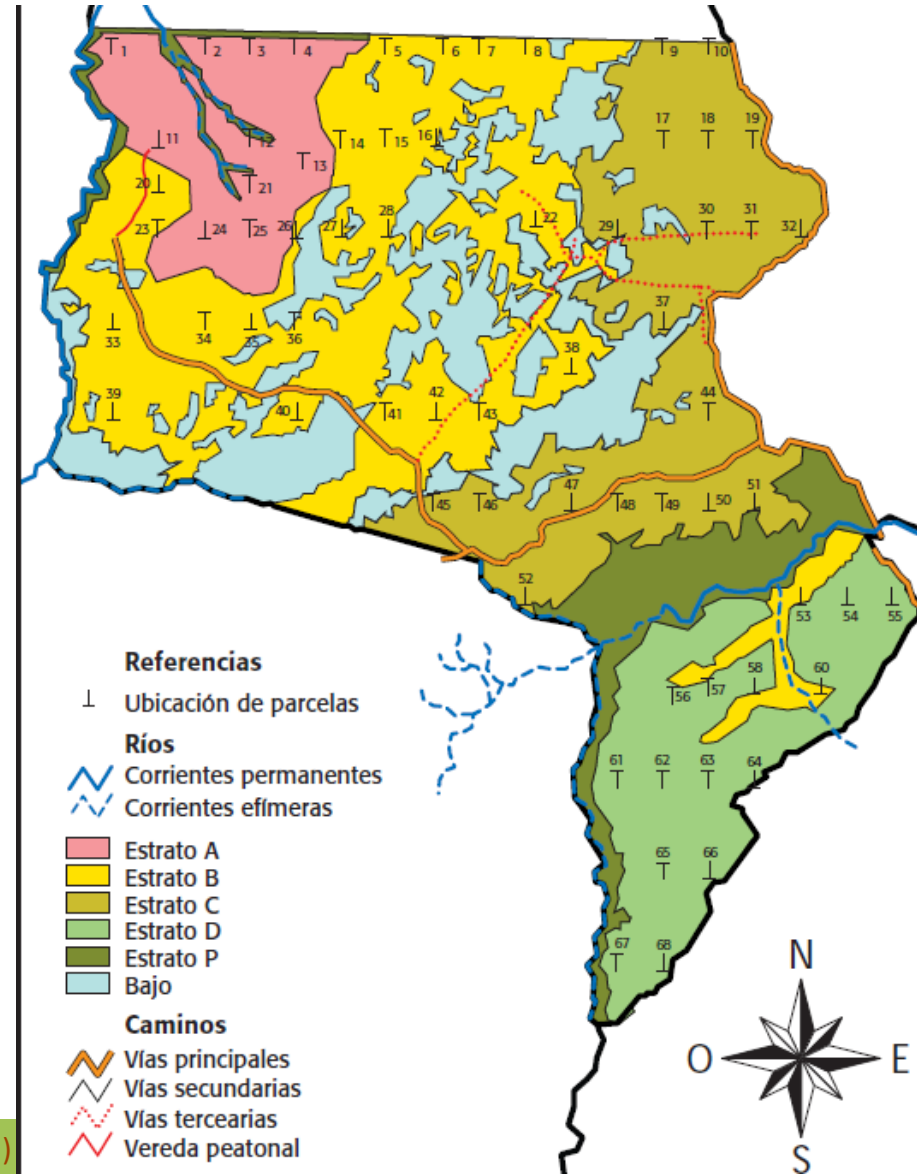 1 2 3 4 5 6 7 8 9 10
11 12 13 14 15 16 17 18 19
20 21
22
23 24 25 26 27 28 29 30 31 32
33 34 35 36 37
38
39 40 41 42 43 44
45 46 47 48 49 50 51
52 53 54 55
56 57 58 60
61 62 63 64
65 66
67 68
Referencias
Ubicación de parcelas
Ríos
Corrientes permanentes
Corrientes efímeras
Estrato A
Estrato B
Estrato C
Estrato D
Estrato P
Bajo
Caminos
Vías principales
Vías secundarias
Vías tercearias
Vereda peatonal
N
O E
S
)